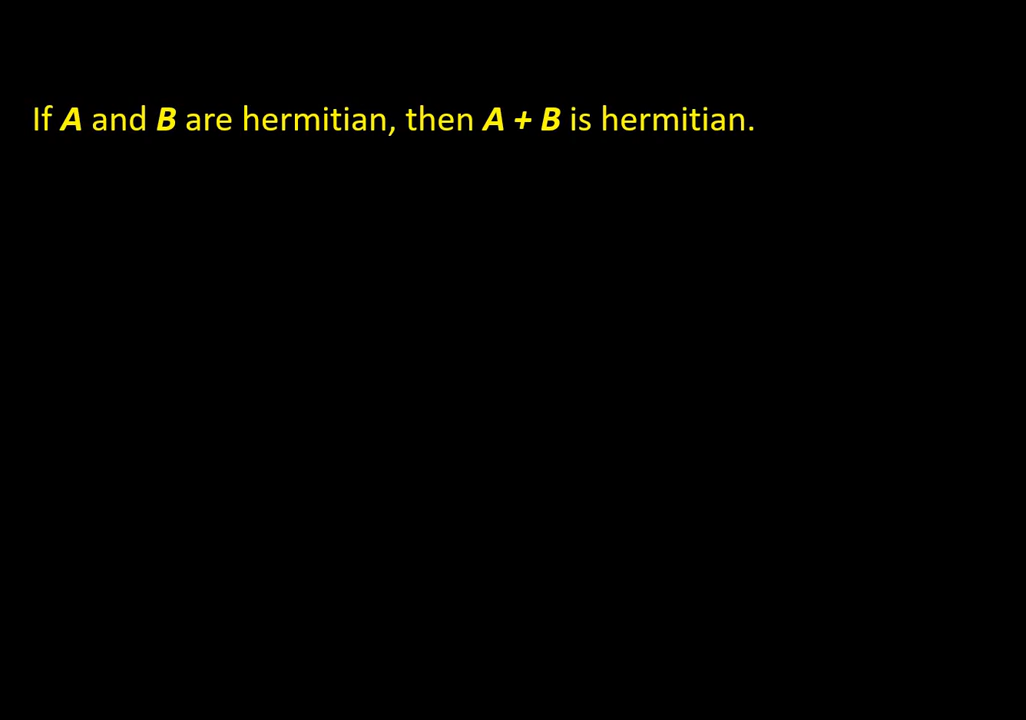 If A and B are hermitian, then A + B is hermitian.